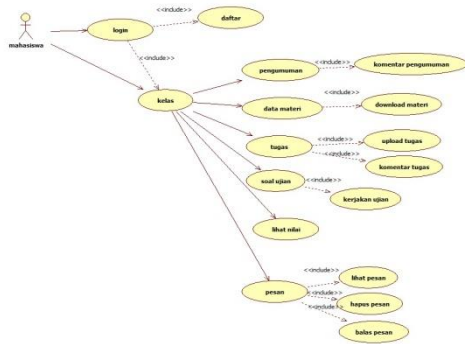 <<include>>
daftar
login
mahasiswa
<<include>>
<<include>>
pengumuman
komentar pengumuman
kelas
<<include>>
data materi
download materi
<<include>>
upload tugas
tugas
<<include>>
komentar tugas
soal ujian
<<include>>
kerjakan ujian
lihat nilai
lihat pesan
<<include>>
pesan
<<include>>
hapus pesan
<<include>>
balas pesan